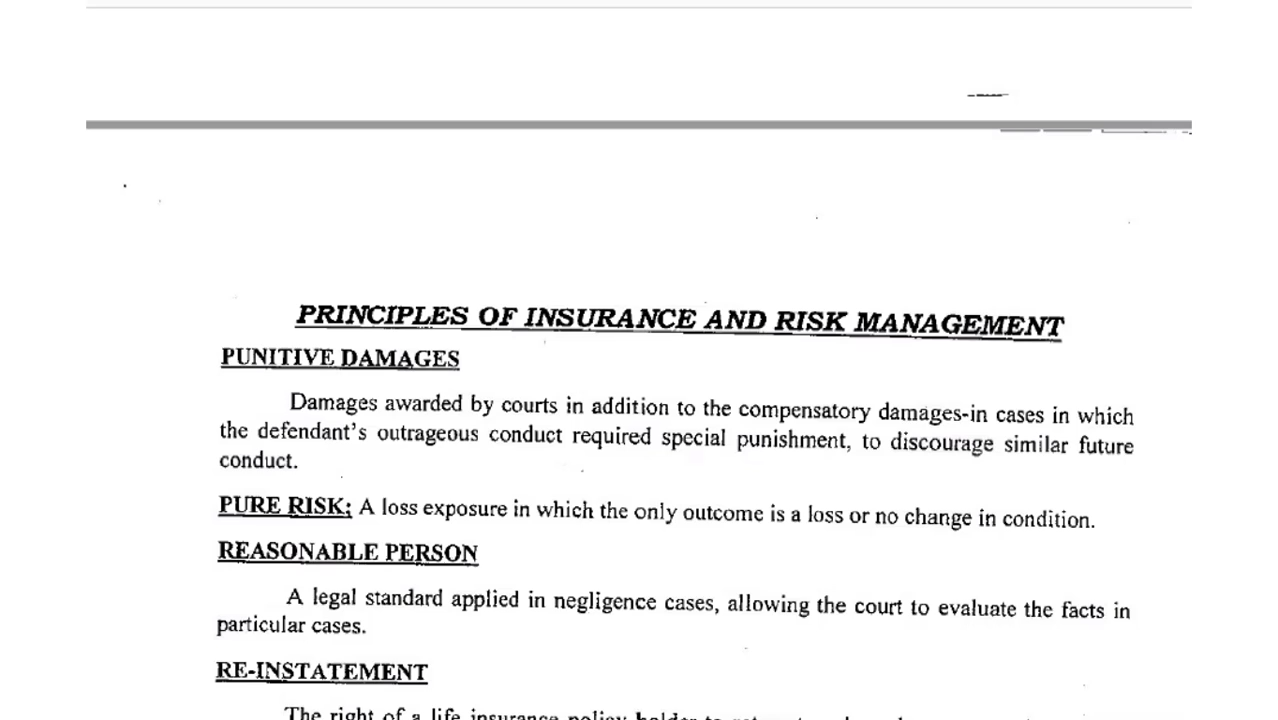 PRINCIPLES OF INSURANCE AND RISK MANAGEMENT
PUNITIVE DAMAGES
Damages awarded by courts in addition to the compensatory damages-in cases in which
the defendant's outrageous conduct required special punishment, to discourage similar future
conduct.
PURE RISK: A loss exposure in which the only outcome is a loss or no change in condition.
REASONABLE PERSON
A legal standard applied in negligence cases, allowing the court to evaluate the facts in
particular cases.
RE-INSTATEMENT
The right of a life insurance policy holder to